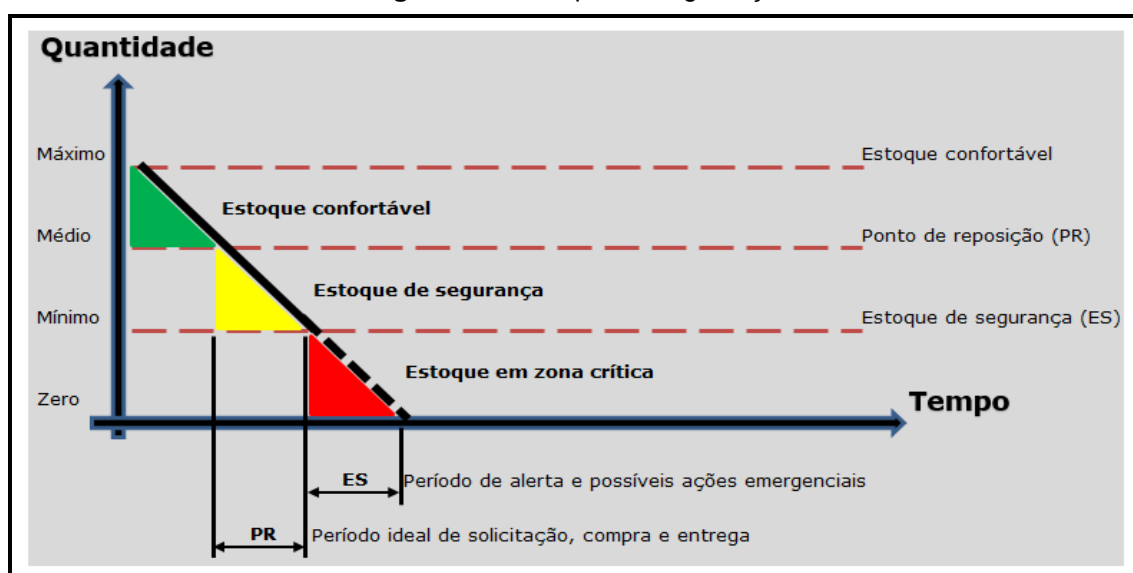 Quantidade
Máximo
Estoque confortável
Estoque confortável
Médio
Ponto de reposição (PR)
Estoque de segurança
Mínimo
Estoque de segurança (ES)
Estoque em zona crítica
Zero
Tempo
ES Período de alerta e possíveis ações emergenciais
PR Período ideal de solicitação, compra e entrega